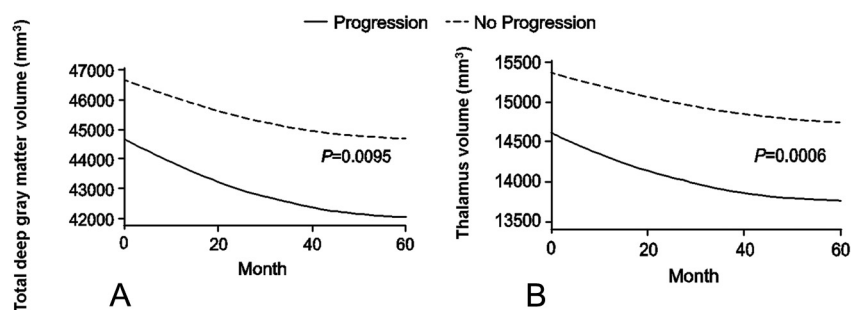 Progression No Progression
Total deep gray matter volume (mm³)
47000
46000
45000
44000
43000
42000
P=0.0095
0 20 40 60
Month
A
Thalamus volume (mm³)
15500
15000
14500
14000
13500
P=0.0006
0 20 40 60
Month
B